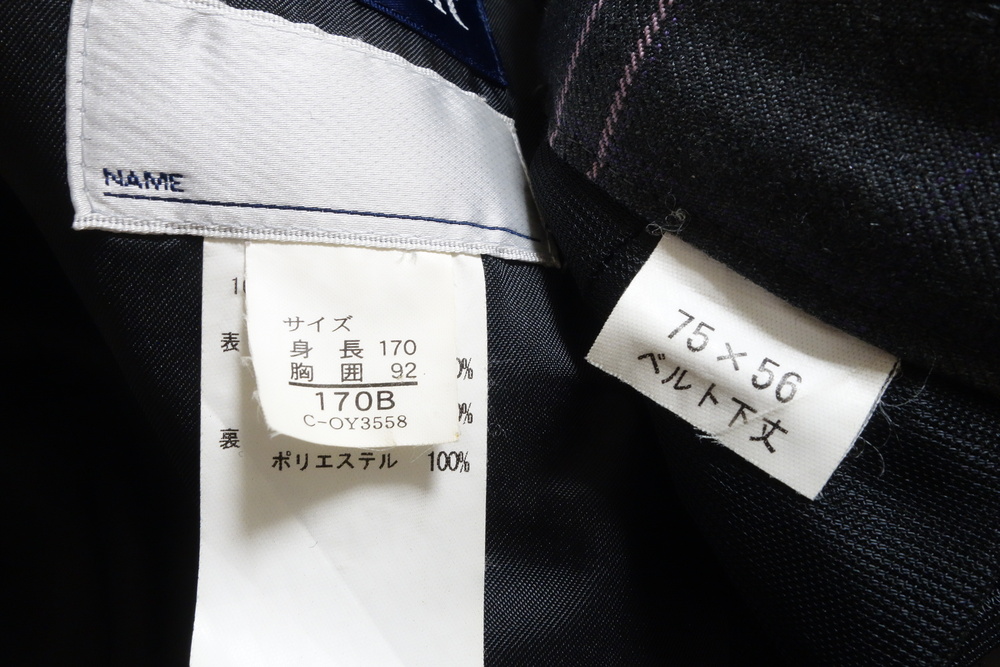 NAME
サイズ
身長 170
胸囲 92
170B
C-OY3558
表
裏
ポリエステル 100%
75×56
ベルト下丈